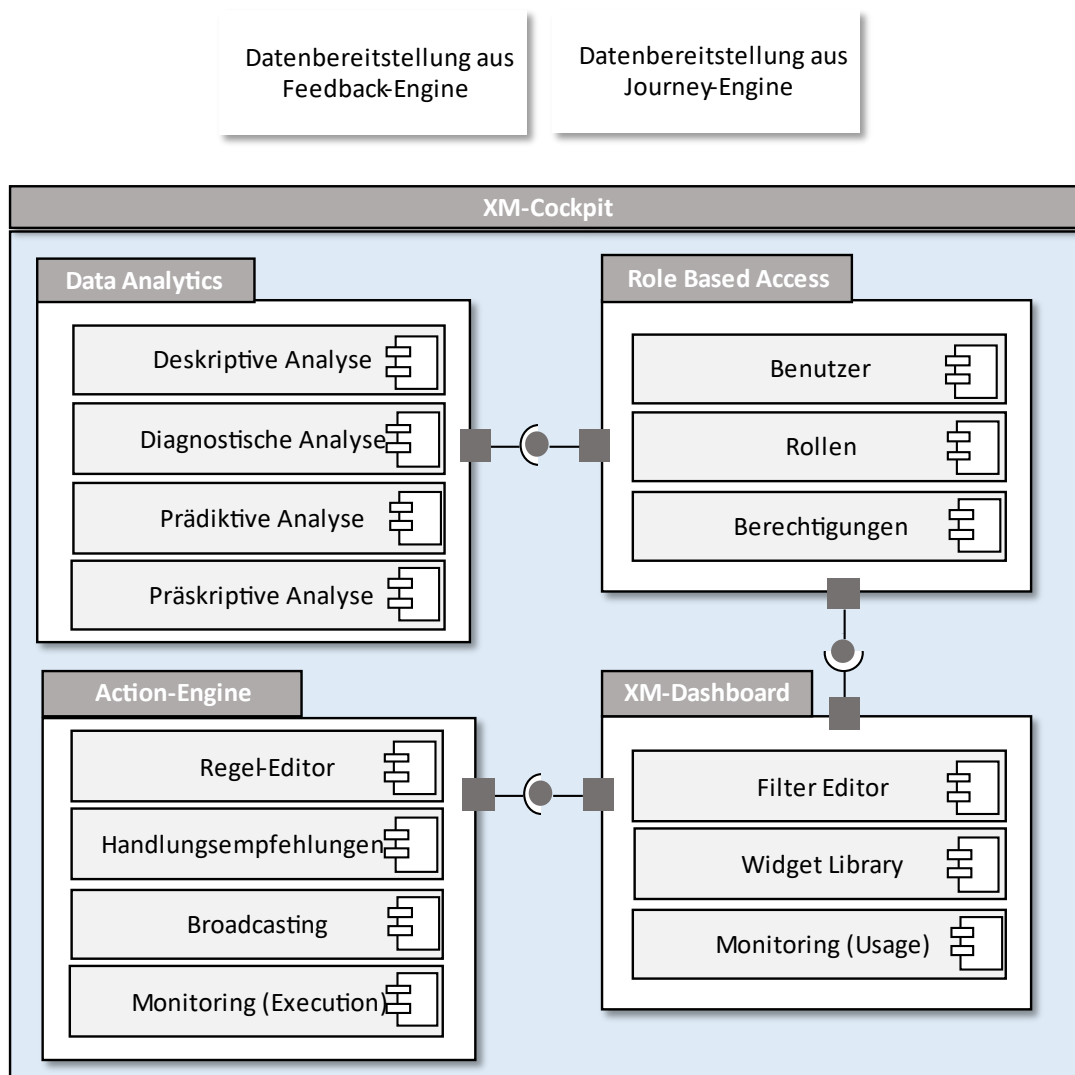 Datenbereitstellung aus
Feedback-Engine
Datenbereitstellung aus
Journey-Engine
XM-Cockpit
Data Analytics
Deskriptive Analyse
Diagnostische Analyse
Prädiktive Analyse
Präskriptive Analyse
Role Based Access
Benutzer
Rollen
Berechtigungen
Action-Engine
Regel-Editor
Handlungsempfehlungen
Broadcasting
Monitoring (Execution)
XM-Dashboard
Filter Editor
Widget Library
Monitoring (Usage)